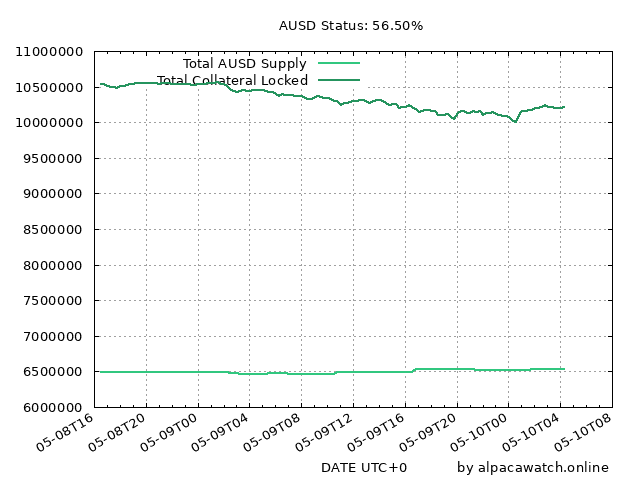 AUSD Status: 56.50%
11000000
Total AUSD Supply
10500000
Total Collateral Locked
10000000
9500000
9000000
8500000
8000000
7500000
7000000
6500000
6000000
05-08T16
05-08T20
05-09T00
05-09T04
05-09T08
05-09T12
05-09T16
05-09T20
05-10T00
05-10T04
05-10T08
DATE UTC+0
by alpacawatch.online